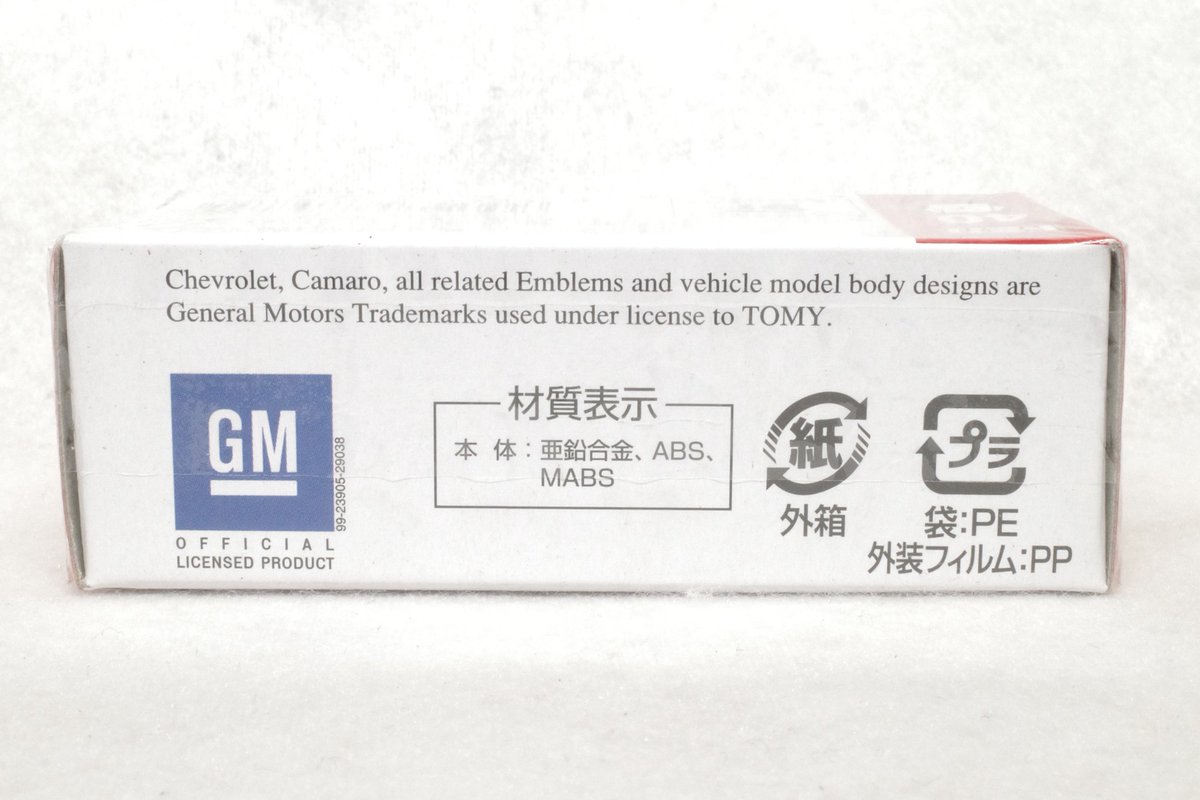 Chevrolet, Camaro, all related Emblems and vehicle model body designs are
General Motors Trademarks used under license to TOMY.
GM
99-23905-29038
OFFICIAL
LICENSED PRODUCT
材質表示
本 体：亜鉛合金、ABS、
MABS
紙
外箱
プラ
袋：PE
外装フィルム：PP